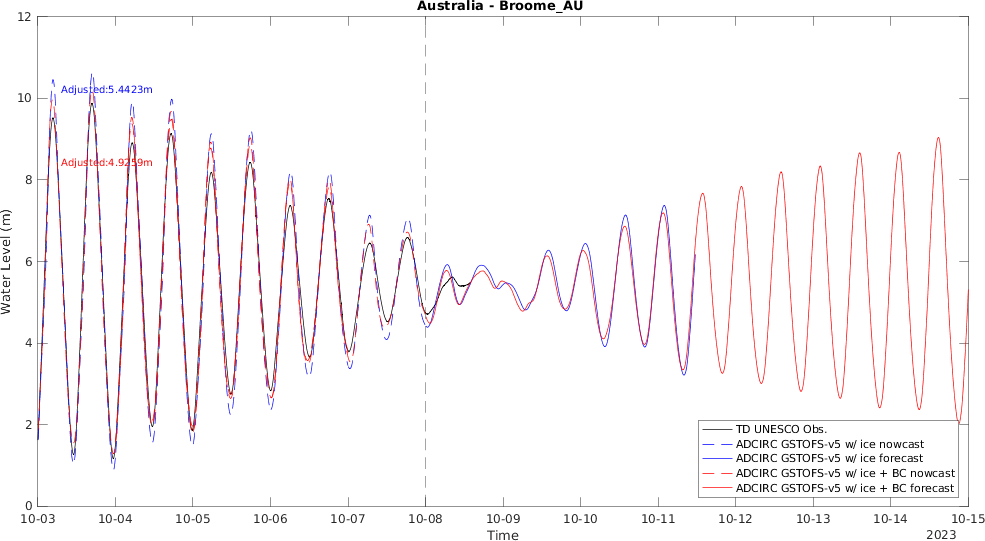 Australia - Broome_AU
12
10
8
6
4
2
0
Water Level (m)
Adjusted:5.4423m
Adjusted:4.9259m
TD UNESCO Obs.
ADCIRC GSTOFS-v5 w/ ice nowcast
ADCIRC GSTOFS-v5 w/ ice forecast
ADCIRC GSTOFS-v5 w/ ice + BC nowcast
ADCIRC GSTOFS-v5 w/ ice + BC forecast
10-03 10-04 10-05 10-06 10-07 10-08 10-09 10-10 10-11 10-12 10-13 10-14 10-15
Time
2023